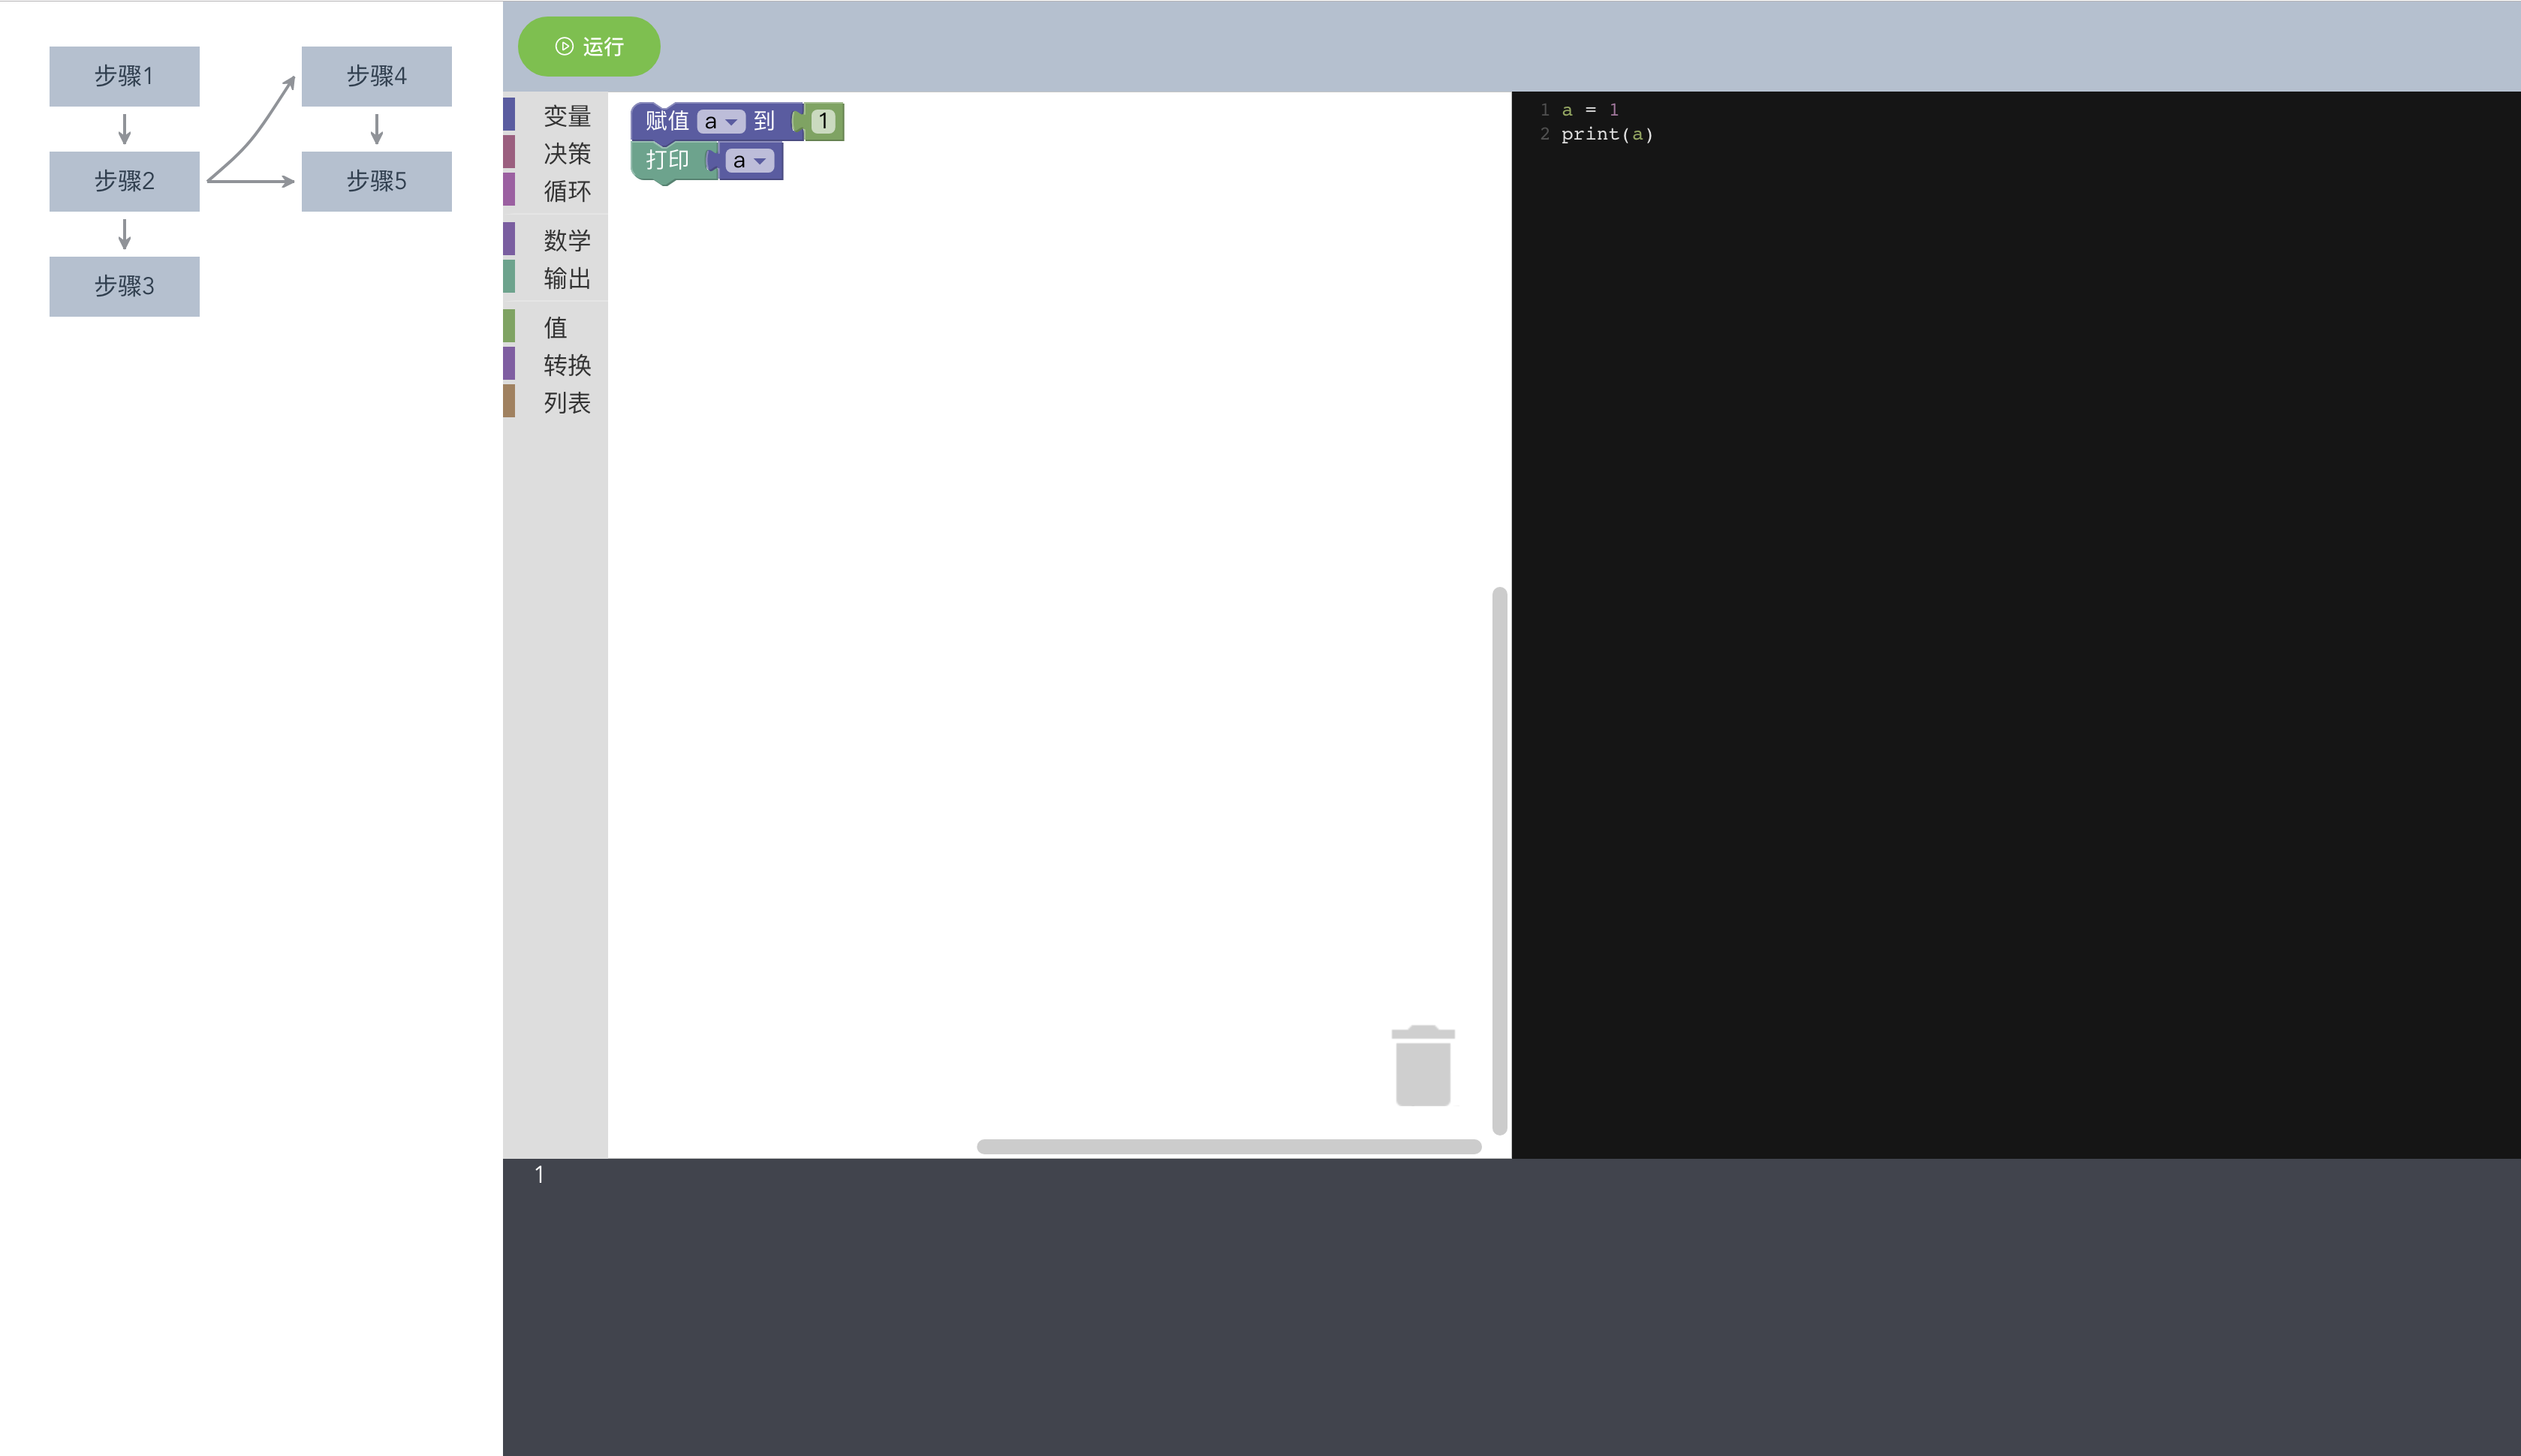 步骤1
步骤4
步骤2
步骤5
步骤3
运行
变量
决策
循环
数学
输出
值
转换
列表
赋值 a 到 1
打印 a
1 a = 1
2 print(a)
1